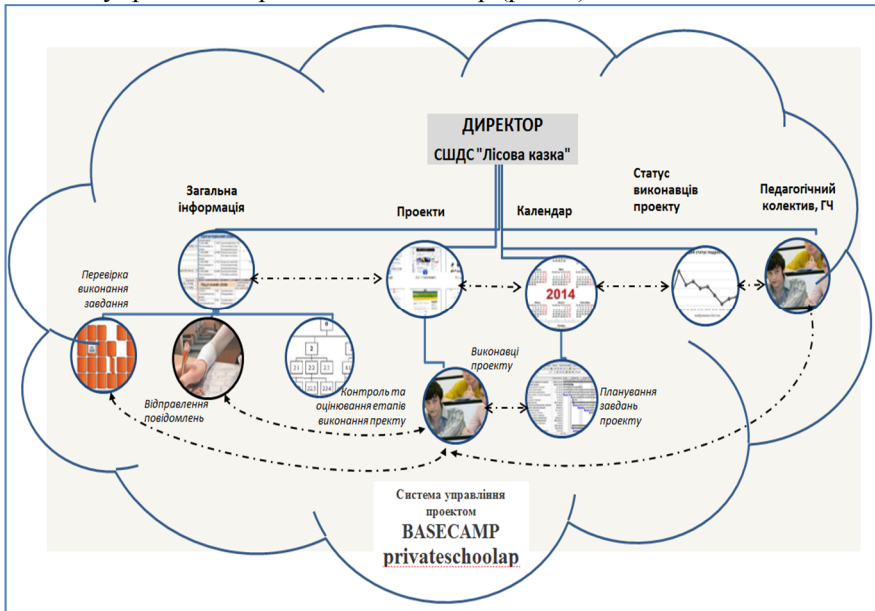 ДИРЕКТОР
СШДС "Лісова казка"
Загальна
інформація
Проекти
Календар
Статус
виконавців
проекту
Педагогічний
колектив, ГЧ
Перевірка
виконання
завдання
2014
Відправлення
повідомлень
Контроль та
оцінювання етапів
виконання пректу
Виконавці
проекту
Планування
завдань
проекту
Система управління
проектом
BASECAMP
privateschoolap